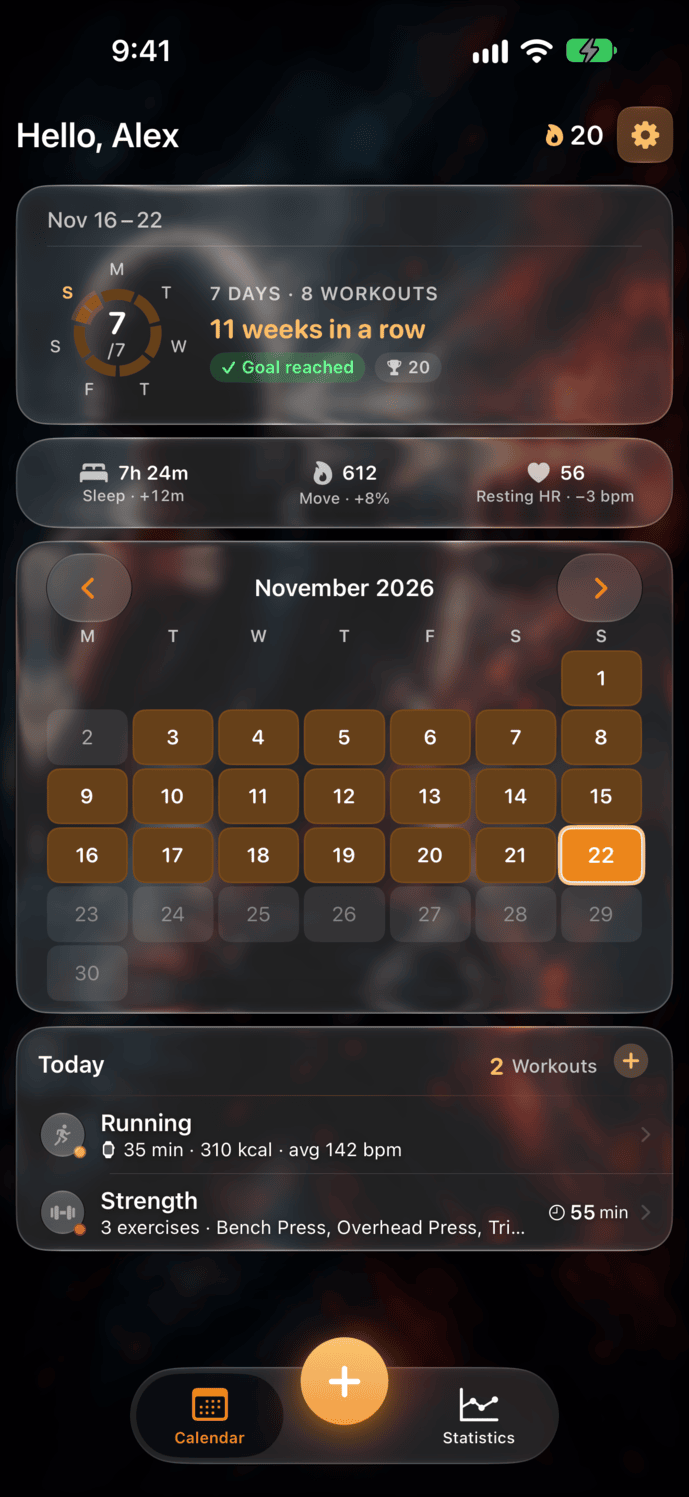 9:41
Hello, Alex
20
Nov 16–22
M
T
W
T
F
S
S
7
/7
7 DAYS · 8 WORKOUTS
11 weeks in a row
Goal reached
20
7h 24m
Sleep · +12m
612
Move · +8%
56
Resting HR · −3 bpm
November 2026
M T W T F S S
1
2 3 4 5 6 7 8
9 10 11 12 13 14 15
16 17 18 19 20 21 22
23 24 25 26 27 28 29
30
Today
2 Workouts
Running
35 min · 310 kcal · avg 142 bpm
Strength
3 exercises · Bench Press, Overhead Press, Tri...
55 min
Calendar
Statistics